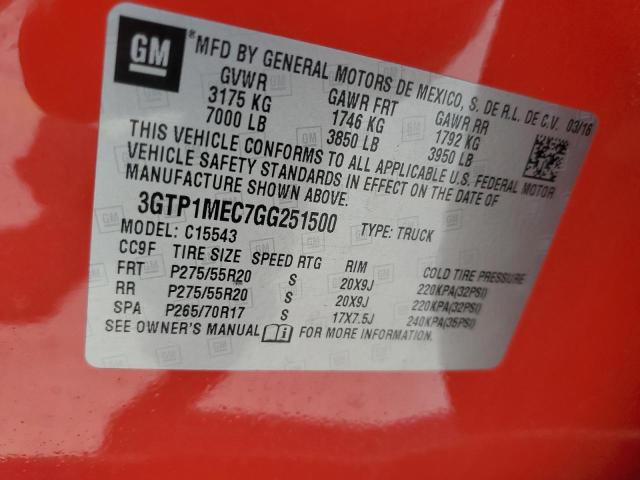 GM
®MFD BY GENERAL MOTORS DE MEXICO, S. DE R.L. DE C.V. 03/16
GVWR GAWR FRT GAWR RR
3175 KG 1746 KG 1792 KG
7000 LB 3850 LB 3950 LB
THIS VEHICLE CONFORMS TO ALL APPLICABLE U.S. FEDERAL MOTOR
VEHICLE SAFETY STANDARDS IN EFFECT ON THE DATE OF
MANUFACTURE SHOWN ABOVE.
3GTP1MEC7GG251500 TYPE: TRUCK
MODEL: C15543
CC9F TIRE SIZE SPEED RTG RIM COLD TIRE PRESSURE
FRT P275/55R20 S 20X9J 220KPA(32PSI)
RR P275/55R20 S 20X9J 220KPA(32PSI)
SPA P265/70R17 S 17X7.5J 240KPA(35PSI)
SEE OWNER'S MANUAL FOR MORE INFORMATION.